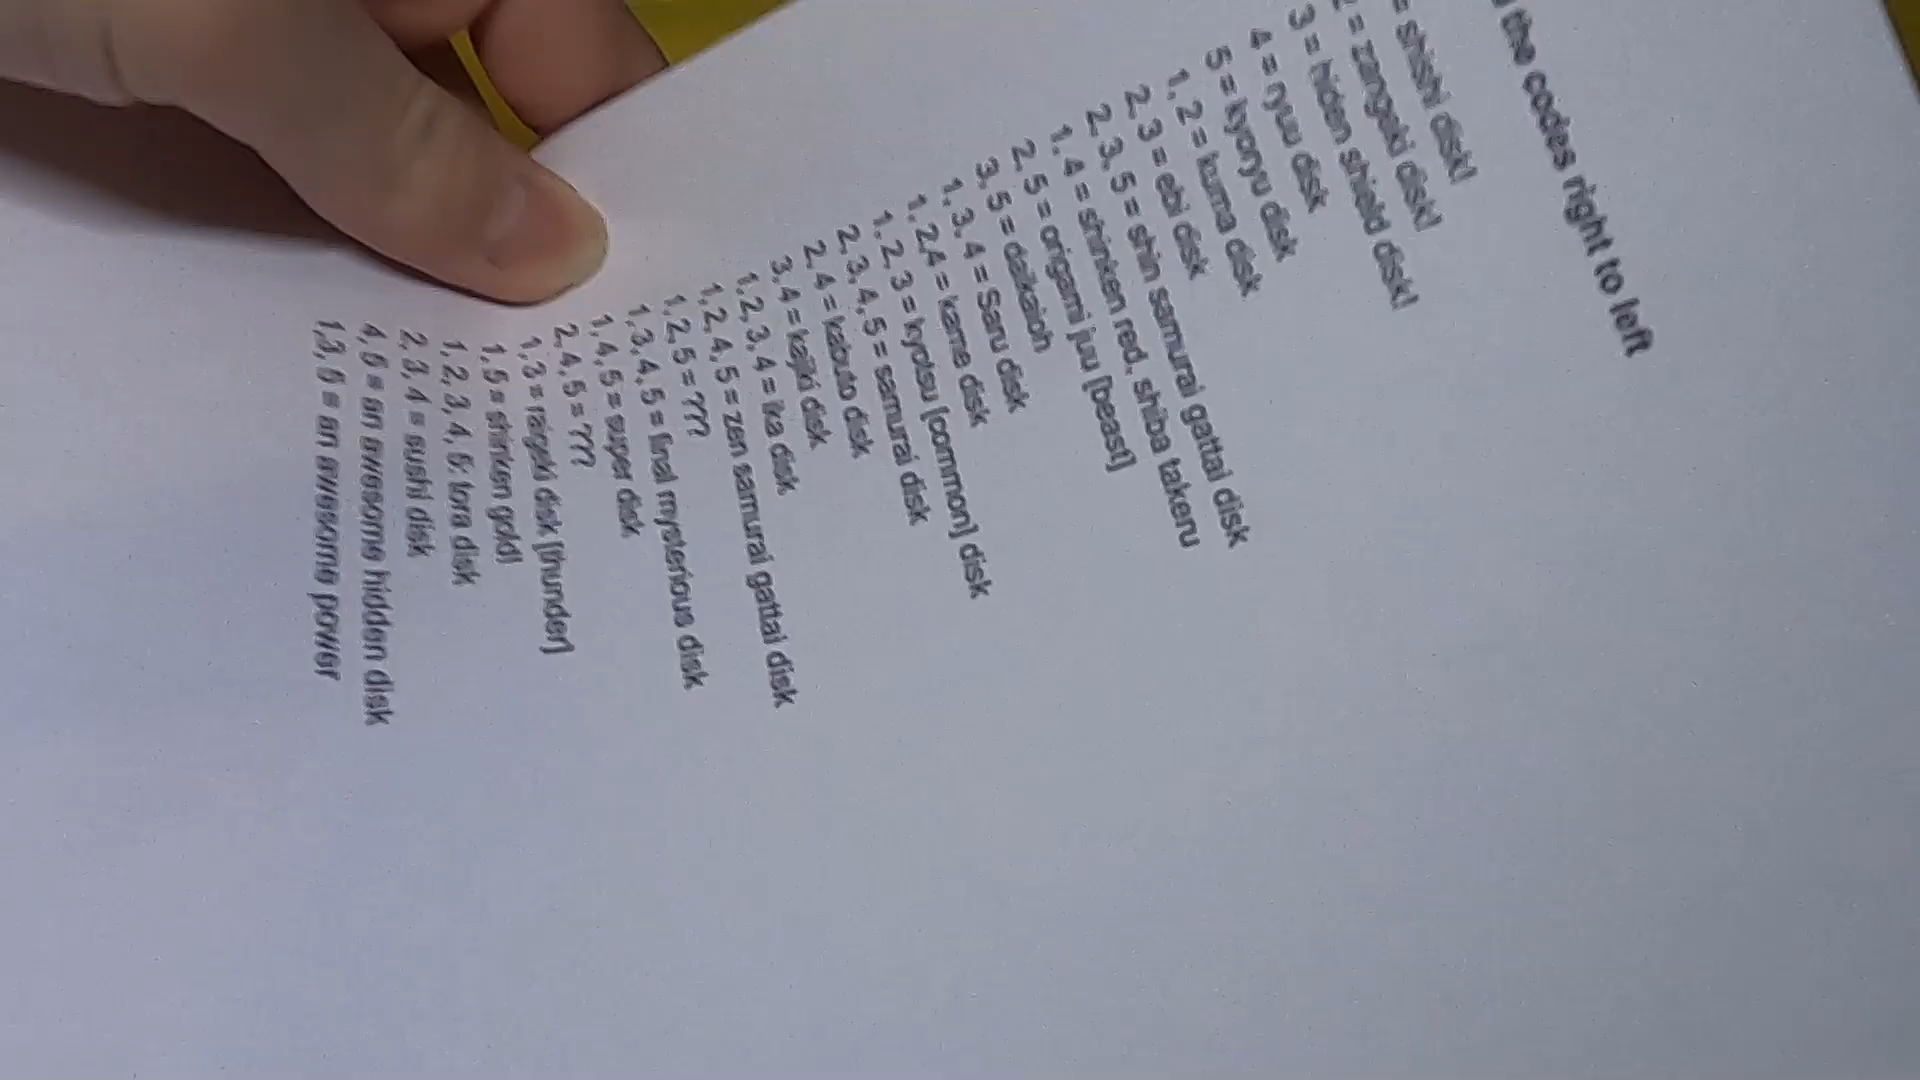 the codes right to left
= shishi disk!
2 = zangeki disk!
3 = hiden shield disk!
4 = ryuu disk
5 = kyoryu disk
1, 2 = kuma disk
2, 3 = ebi disk
2, 3, 5 = shin samurai gattai disk
1, 4 = shinken red, shiba takeru
2, 5 = origami juu [beast]
3, 5 = daikaioh
1, 3, 4 = Saru disk
1, 2,4 = kame disk
1, 2, 3 = kyotsu [common] disk
2, 3, 4, 5 = samurai disk
2, 4 = kabuto disk
3, 4 = kajiki disk
1, 2, 3, 4 = ika disk
1, 2, 4, 5 = zen samurai gattai disk
1, 2, 5 = ???
1, 3, 4, 5 = final mysterious disk
1, 4, 5 = super disk
2, 4, 5 = ???
1, 3 = raigeki disk [thunder]
1, 5 = shinken gold]
1, 2, 3, 4, 5: tora disk
2, 3, 4 = sushi disk
4, 5 = an awesome hidden disk
1,3, 5 = an awesome power